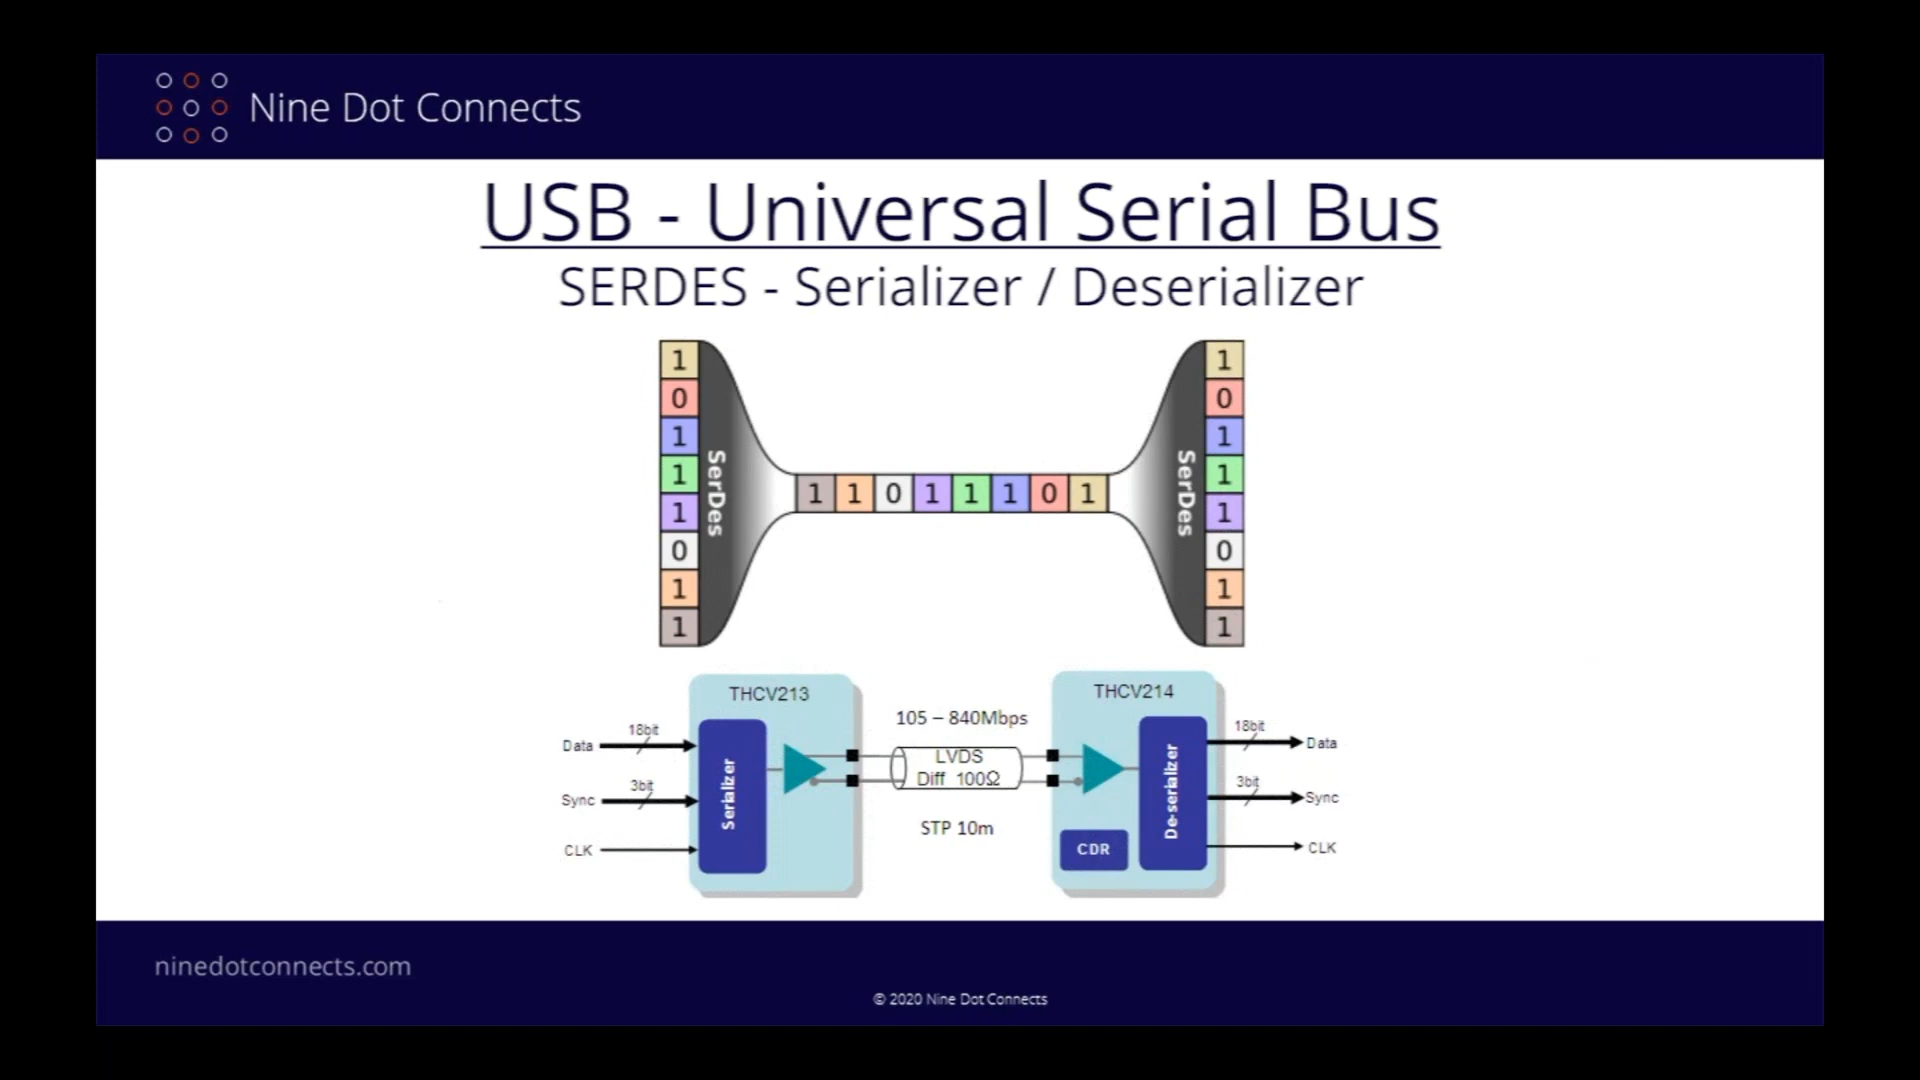 Nine Dot Connects
USB - Universal Serial Bus
SERDES - Serializer / Deserializer
1
0
1
1
1
0
1
1
SerDes
1 1 0 1 1 1 0 1
SerDes
1
0
1
1
1
0
1
1
THCV213
Data
18bit
Sync
3bit
CLK
Serializer
105 – 840Mbps
LVDS
Diff 100Ω
STP 10m
THCV214
CDR
De-serializer
18bit
Data
3bit
Sync
CLK
ninedotconnects.com
© 2020 Nine Dot Connects